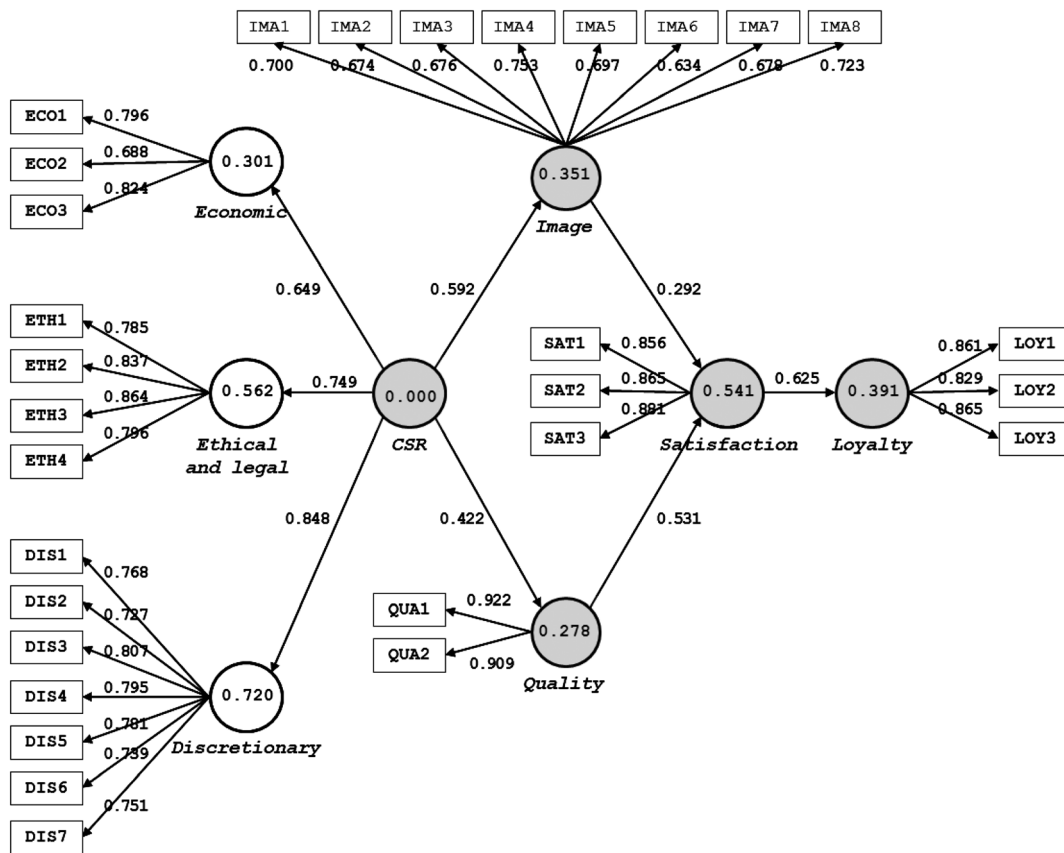 IMA1 IMA2 IMA3 IMA4 IMA5 IMA6 IMA7 IMA8
0.700 0.674 0.676 0.753 0.697 0.634 0.678 0.723
ECO1
0.796
ECO2
0.688
ECO3
0.824
0.301
Economic
0.351
Image
0.649
0.592
0.292
ETH1
0.785
ETH2
0.837
ETH3
0.864
ETH4
0.796
0.562
Ethical
and legal
0.749
0.000
CSR
SAT1
0.856
SAT2
0.865
SAT3
0.881
0.541
Satisfaction
0.625
0.391
Loyalty
0.861
LOY1
0.829
LOY2
0.865
LOY3
0.848
0.422
0.531
DIS1
0.768
DIS2
0.727
DIS3
0.807
DIS4
0.795
DIS5
0.781
DIS6
0.739
DIS7
0.751
0.720
Discretionary
QUA1
0.922
QUA2
0.909
0.278
Quality